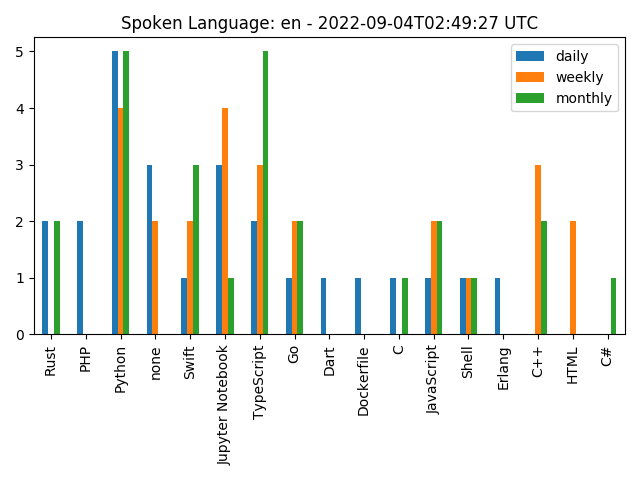 Spoken Language: en - 2022-09-04T02:49:27 UTC
daily
weekly
monthly
5
4
3
2
1
0
Rust
PHP
Python
none
Swift
Jupyter Notebook
TypeScript
Go
Dart
Dockerfile
C
JavaScript
Shell
Erlang
C++
HTML
C#